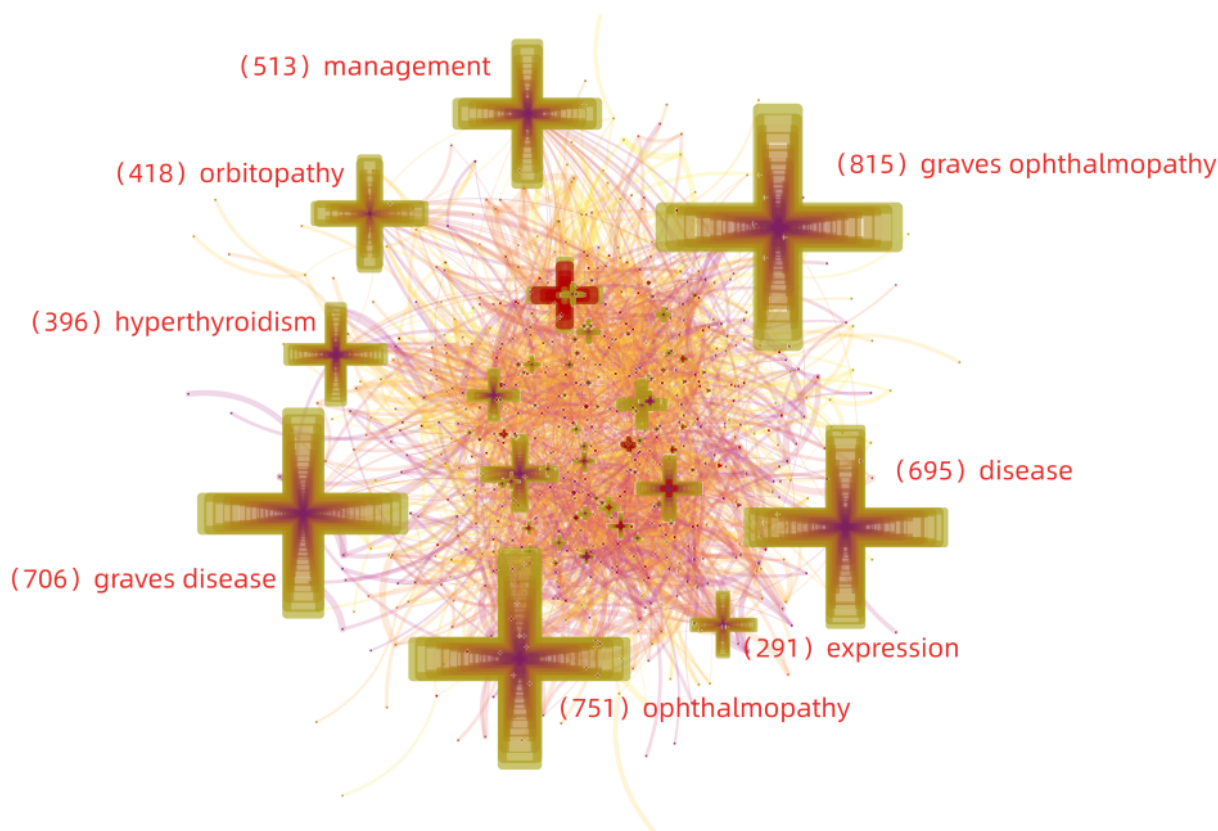 (513) management
(815) graves ophthalmopathy
(418) orbitopathy
(396) hyperthyroidism
(695) disease
(706) graves disease
(291) expression
(751) ophthalmopathy